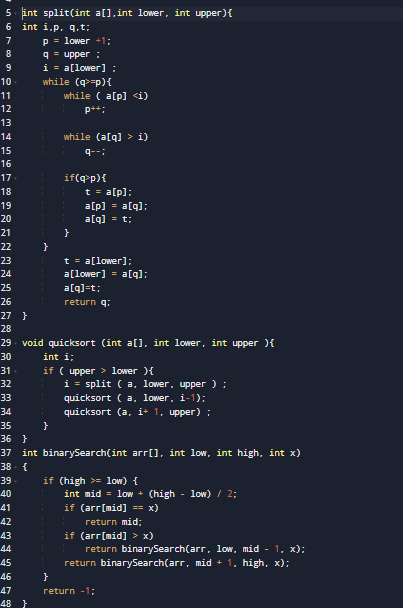 5 int split(int a[],int lower, int upper){
6 int i,p, q,t;
7 p = lower +1;
8 q = upper ;
9 i = a[lower] ;
10 while (q>=p){
11 while ( a[p] <i)
12 p++;
13
14 while (a[q] > i)
15 q--;
16
17 if(q>p){
18 t = a[p];
19 a[p] = a[q];
20 a[q] = t;
21 }
22 }
23 t = a[lower];
24 a[lower] = a[q];
25 a[q]=t;
26 return q;
27 }
28
29 void quicksort (int a[], int lower, int upper ){
30 int i;
31 if ( upper > lower ){
32 i = split ( a, lower, upper ) ;
33 quicksort ( a, lower, i-1);
34 quicksort (a, i+ 1, upper) ;
35 }
36 }
37 int binarySearch(int arr[], int low, int high, int x)
38 {
39 if (high >= low) {
40 int mid = low + (high - low) / 2;
41 if (arr[mid] == x)
42 return mid;
43 if (arr[mid] > x)
44 return binarySearch(arr, low, mid - 1, x);
45 return binarySearch(arr, mid + 1, high, x);
46 }
47 return -1;
48 }